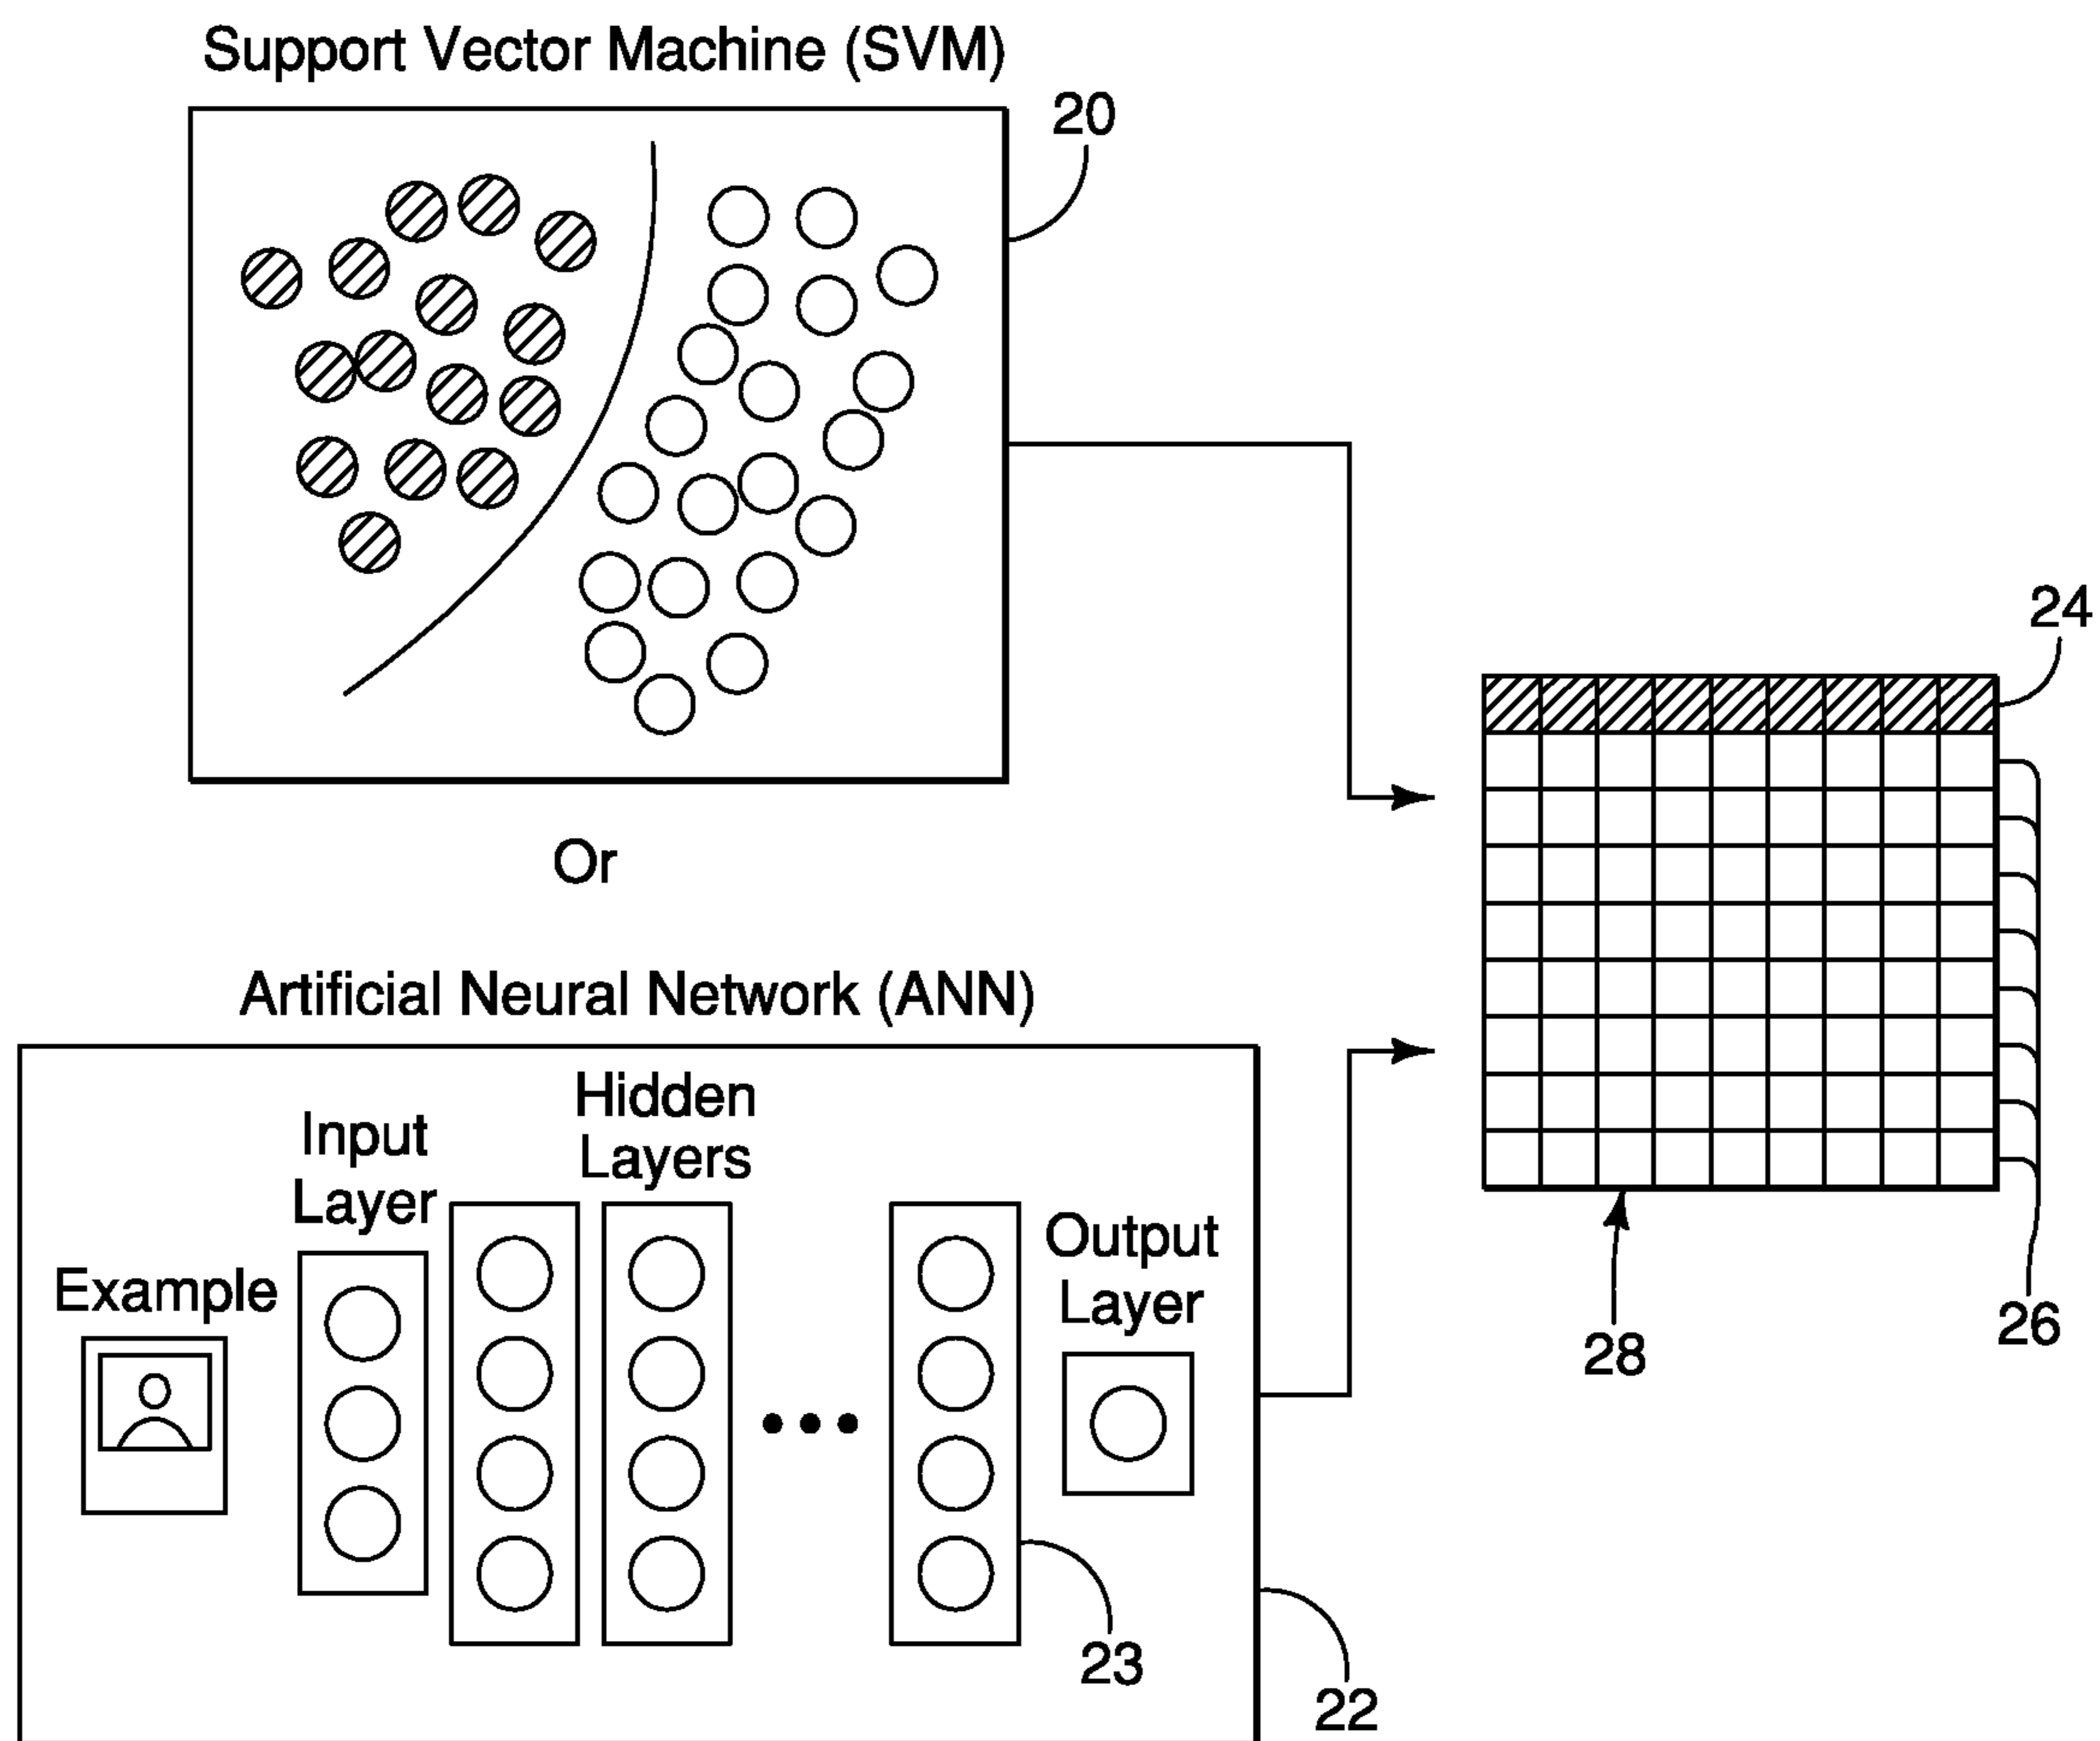 Support Vector Machine (SVM)
20
24
Or
Artificial Neural Network (ANN)
Hidden
Layers
Input
Layer
Output
Layer
Example
26
28
23
22